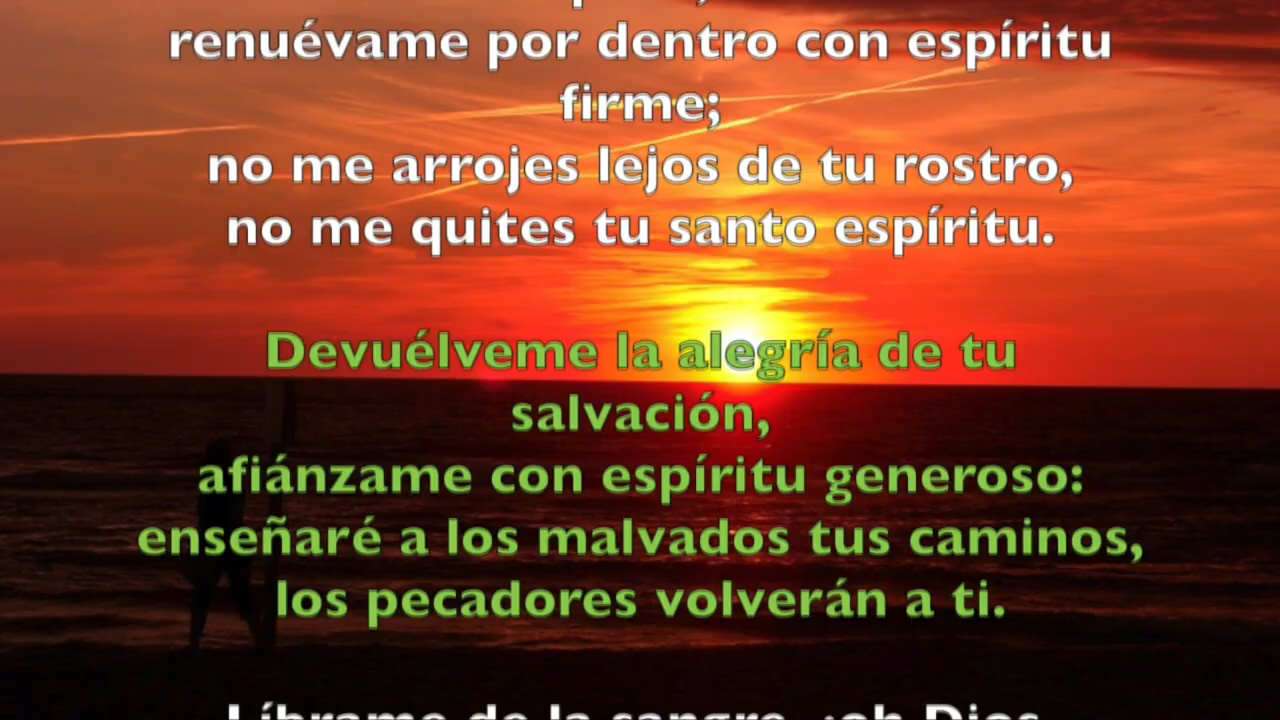 renuévame por dentro con espíritu
firme;
no me arrojes lejos de tu rostro,
no me quites tu santo espíritu.
Devuélveme la alegría de tu
salvación,
afiánzame con espíritu generoso:
enseñaré a los malvados tus caminos,
los pecadores volverán a ti.
Líbrame de la sangre, ¡oh Dios,